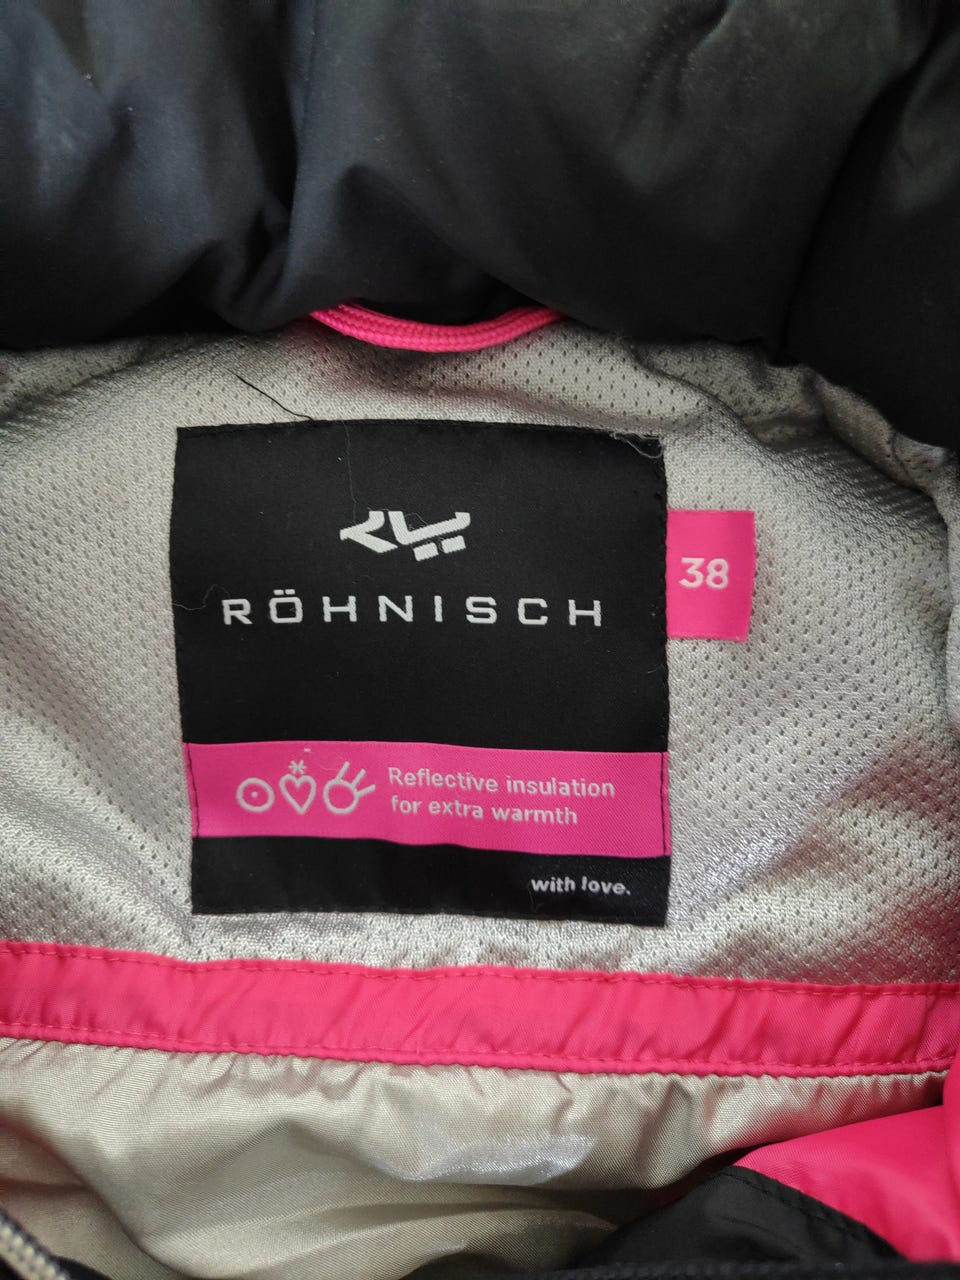 RÖHNISCH
38
Reflective insulation
for extra warmth
with love.